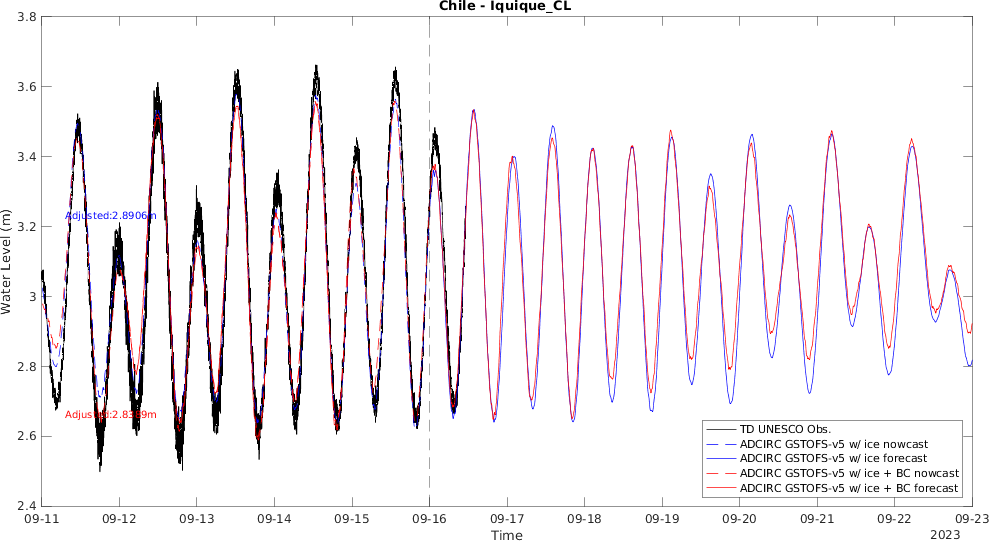 Chile - Iquique_CL
Water Level (m)
3.8
3.6
3.4
3.2
3
2.8
2.6
2.4
Adjusted:2.8906m
TD UNESCO Obs.
ADCIRC GSTOFS-v5 w/ ice nowcast
ADCIRC GSTOFS-v5 w/ ice forecast
ADCIRC GSTOFS-v5 w/ ice + BC nowcast
ADCIRC GSTOFS-v5 w/ ice + BC forecast
09-11 09-12 09-13 09-14 09-15 09-16 09-17 09-18 09-19 09-20 09-21 09-22 09-23
Time
2023